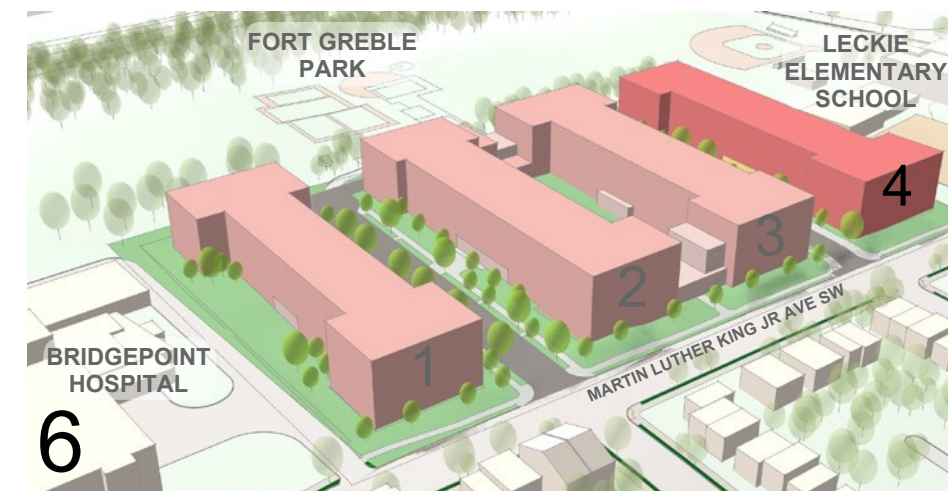 FORT GREBLE
PARK
LECKIE
ELEMENTARY
SCHOOL
4
3
2
1
MARTIN LUTHER KING JR AVE SW
BRIDGEPOINT
HOSPITAL
6